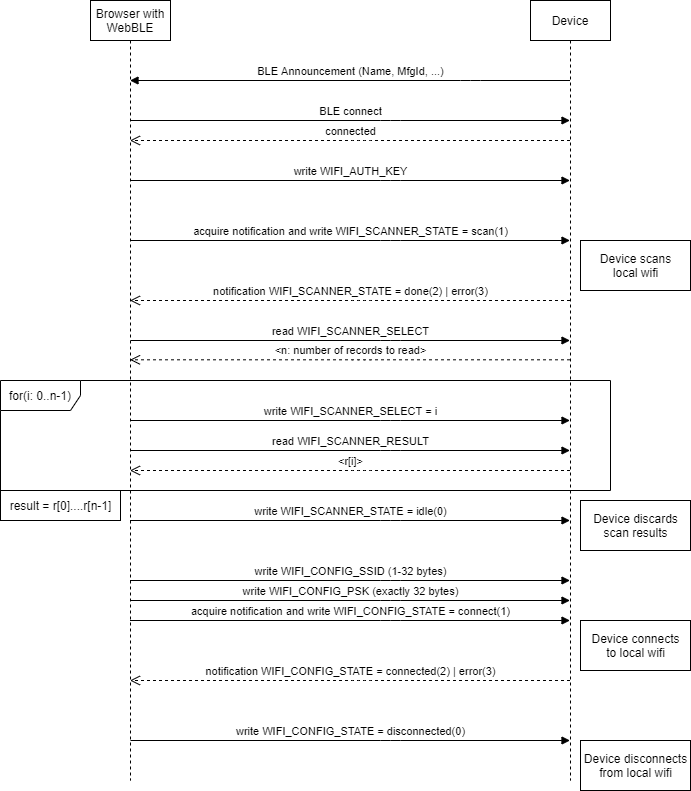 Browser with
WebBLE
Device
BLE Announcement (Name, MfgId, ...)
BLE connect
connected
write WIFI_AUTH_KEY
acquire notification and write WIFI_SCANNER_STATE = scan(1)
Device scans
local wifi
notification WIFI_SCANNER_STATE = done(2) | error(3)
read WIFI_SCANNER_SELECT
<n: number of records to read>
for(i: 0..n-1)
write WIFI_SCANNER_SELECT = i
read WIFI_SCANNER_RESULT
<r[i]>
result = r[0]....r[n-1]
write WIFI_SCANNER_STATE = idle(0)
Device discards
scan results
write WIFI_CONFIG_SSID (1-32 bytes)
write WIFI_CONFIG_PSK (exactly 32 bytes)
acquire notification and write WIFI_CONFIG_STATE = connect(1)
Device connects
to local wifi
notification WIFI_CONFIG_STATE = connected(2) | error(3)
write WIFI_CONFIG_STATE = disconnected(0)
Device disconnects
from local wifi